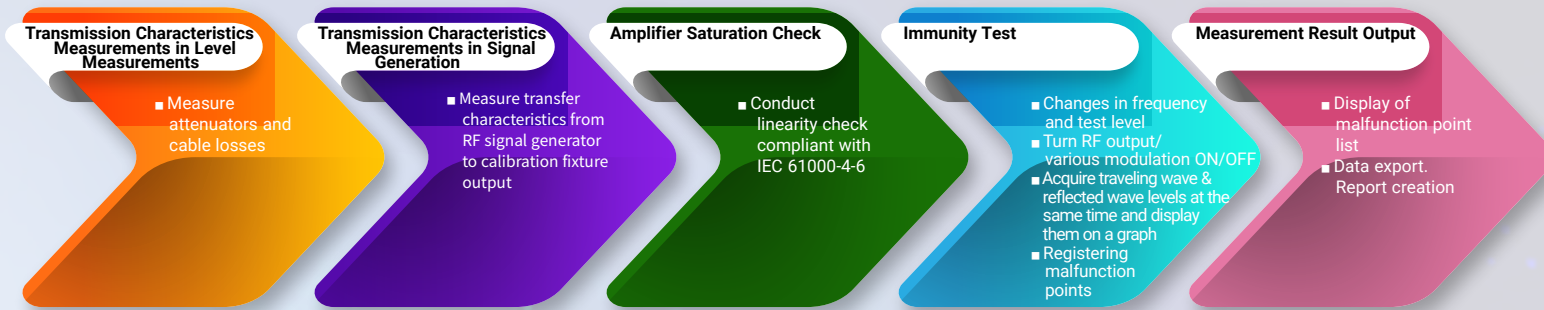 Transmission Characteristics
Measurements in Level
Measurements
■ Measure
attenuators and
cable losses
Transmission Characteristics
Measurements in Signal
Generation
■ Measure transfer
characteristics from
RF signal generator
to calibration fixture
output
Amplifier Saturation Check
■ Conduct
linearity check
compliant with
IEC 61000-4-6
Immunity Test
■ Changes in frequency
and test level
■ Turn RF output/
various modulation ON/OFF
■ Acquire traveling wave &
reflected wave levels at the
same time and display
them on a graph
■ Registering
malfunction
points
Measurement Result Output
■ Display of
malfunction point
list
■ Data export.
Report creation